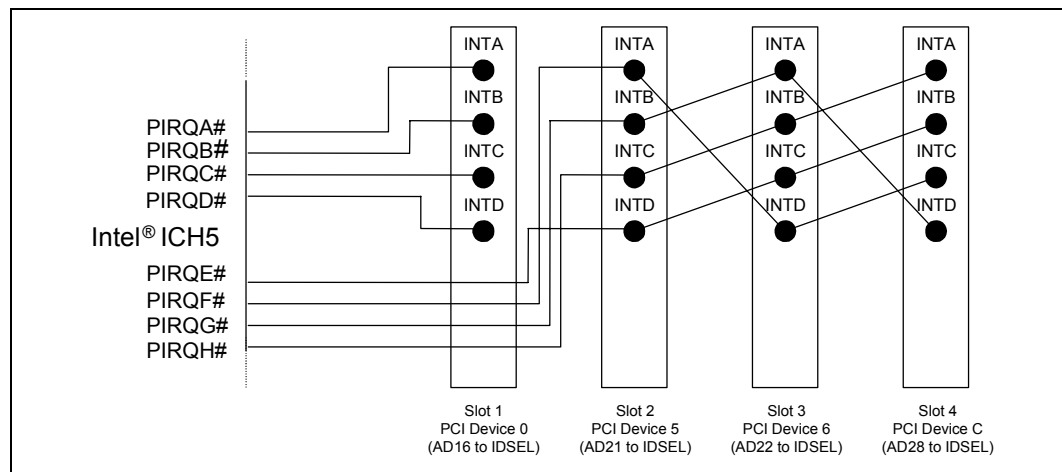 INTA
INTB
INTC
INTD
INTA
INTB
INTC
INTD
INTA
INTB
INTC
INTD
INTA
INTB
INTC
INTD
PIRQA#
PIRQB#
PIRQC#
PIRQD#
Intel® ICH5
PIRQE#
PIRQF#
PIRQG#
PIRQH#
Slot 1
PCI Device 0
(AD16 to IDSEL)
Slot 2
PCI Device 5
(AD21 to IDSEL)
Slot 3
PCI Device 6
(AD22 to IDSEL)
Slot 4
PCI Device C
(AD28 to IDSEL)